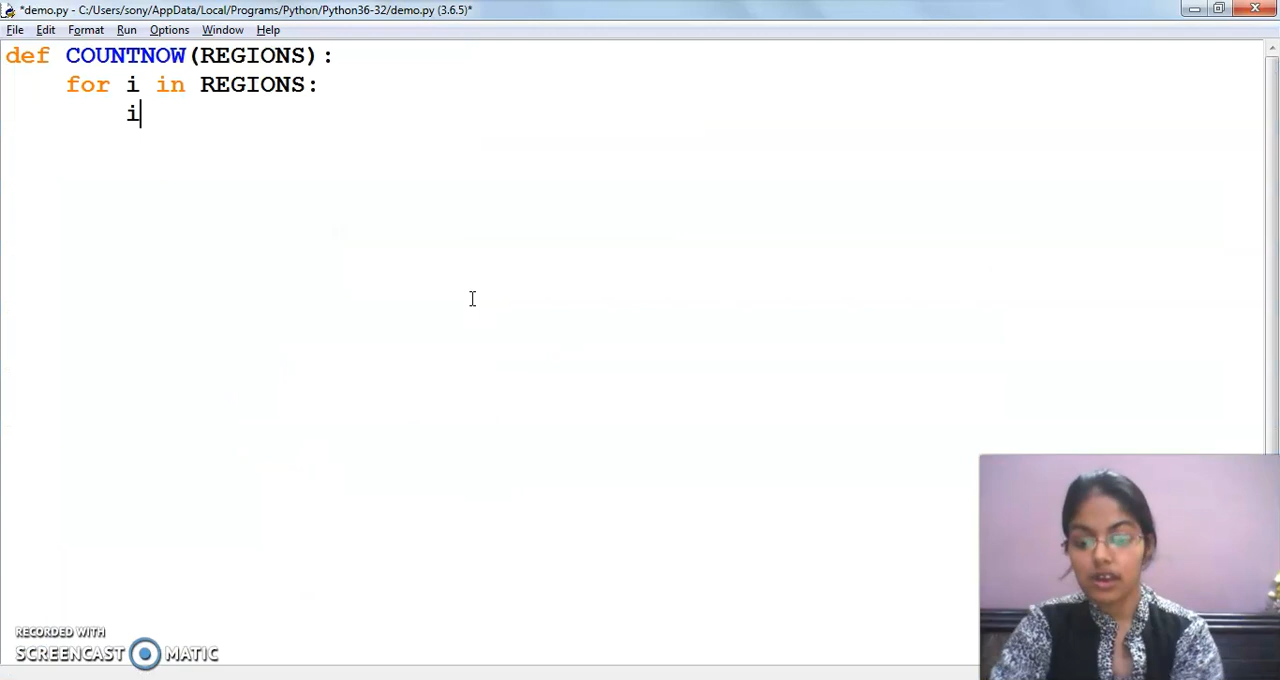 *demo.py - C:/Users/sony/AppData/Local/Programs/Python/Python36-32/demo.py (3.6.5)*
File Edit Format Run Options Window Help
def COUNTNOW(REGIONS):
for i in REGIONS:
i
RECORDED WITH
SCREENCAST MATIC